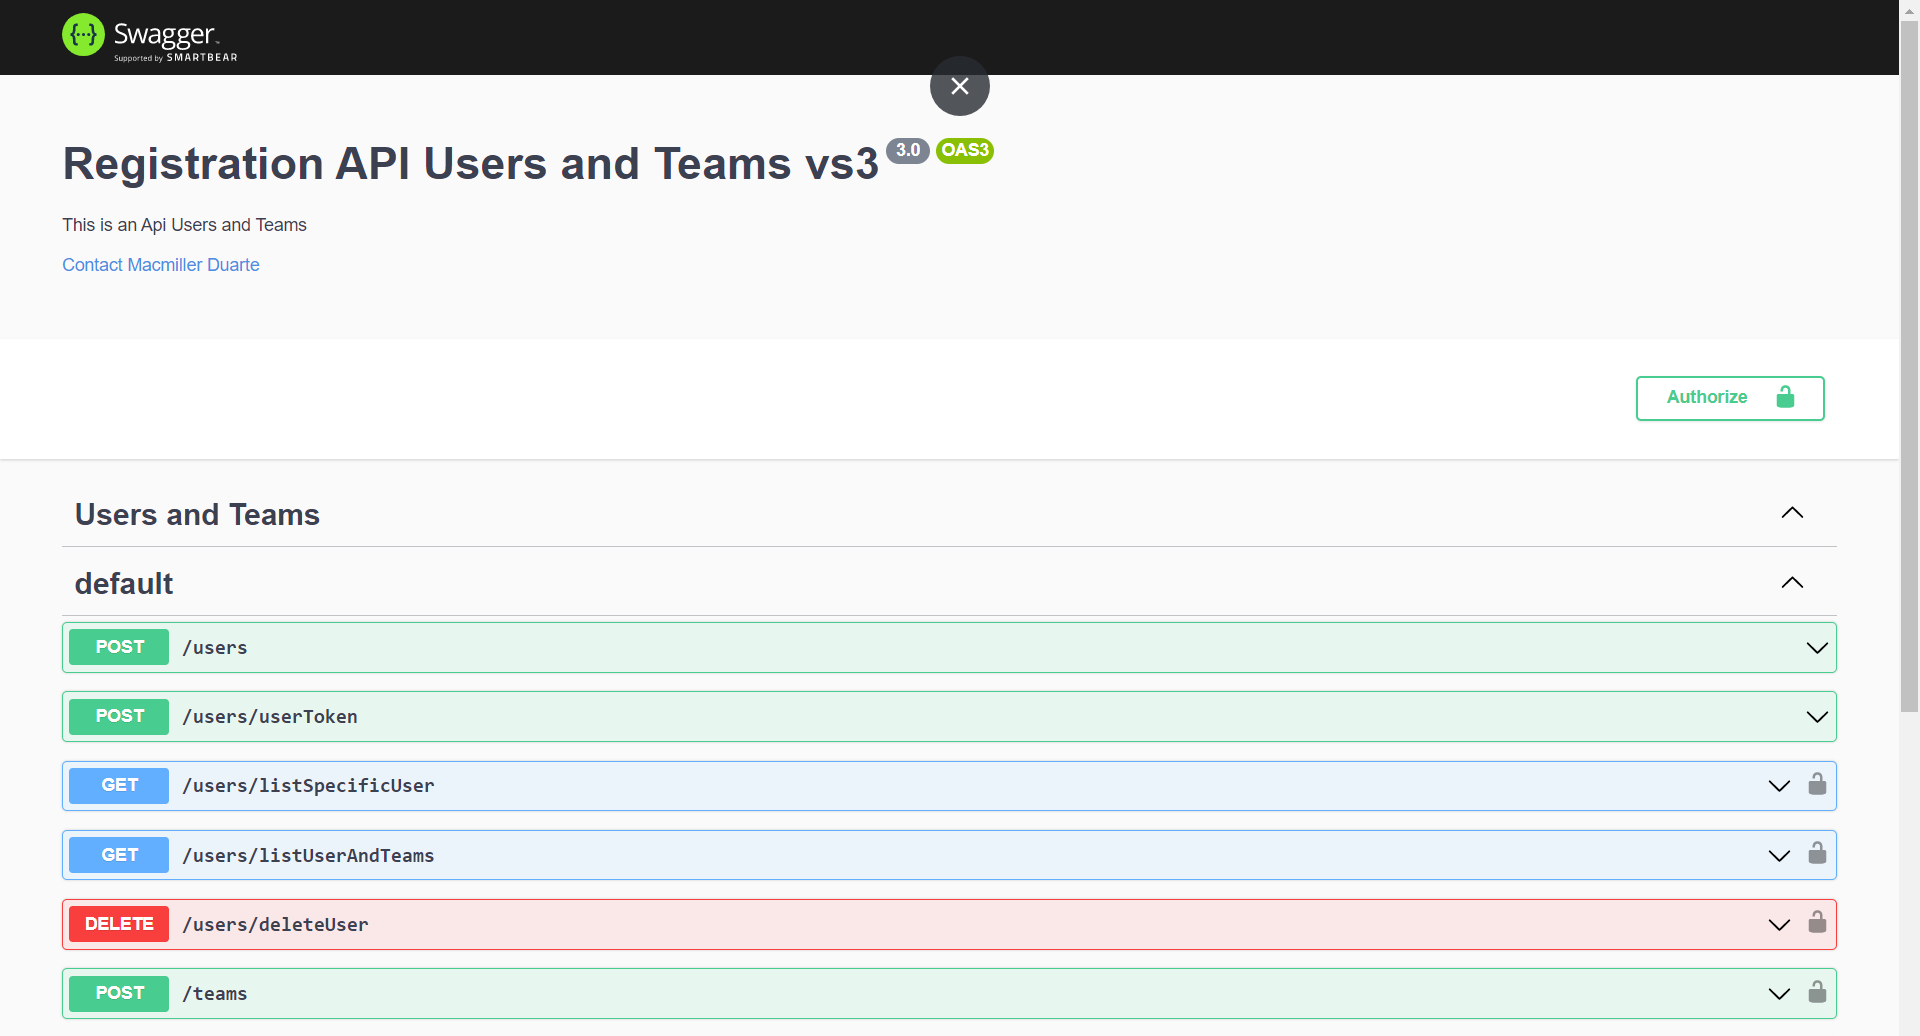 {···} Swagger™
Supported by SMARTBEAR
Registration API Users and Teams vs3 3.0 OAS3
This is an Api Users and Teams
Contact Macmiller Duarte
Authorize
Users and Teams
default
POST /users
POST /users/userToken
GET /users/listSpecificUser
GET /users/listUserAndTeams
DELETE /users/deleteUser
POST /teams